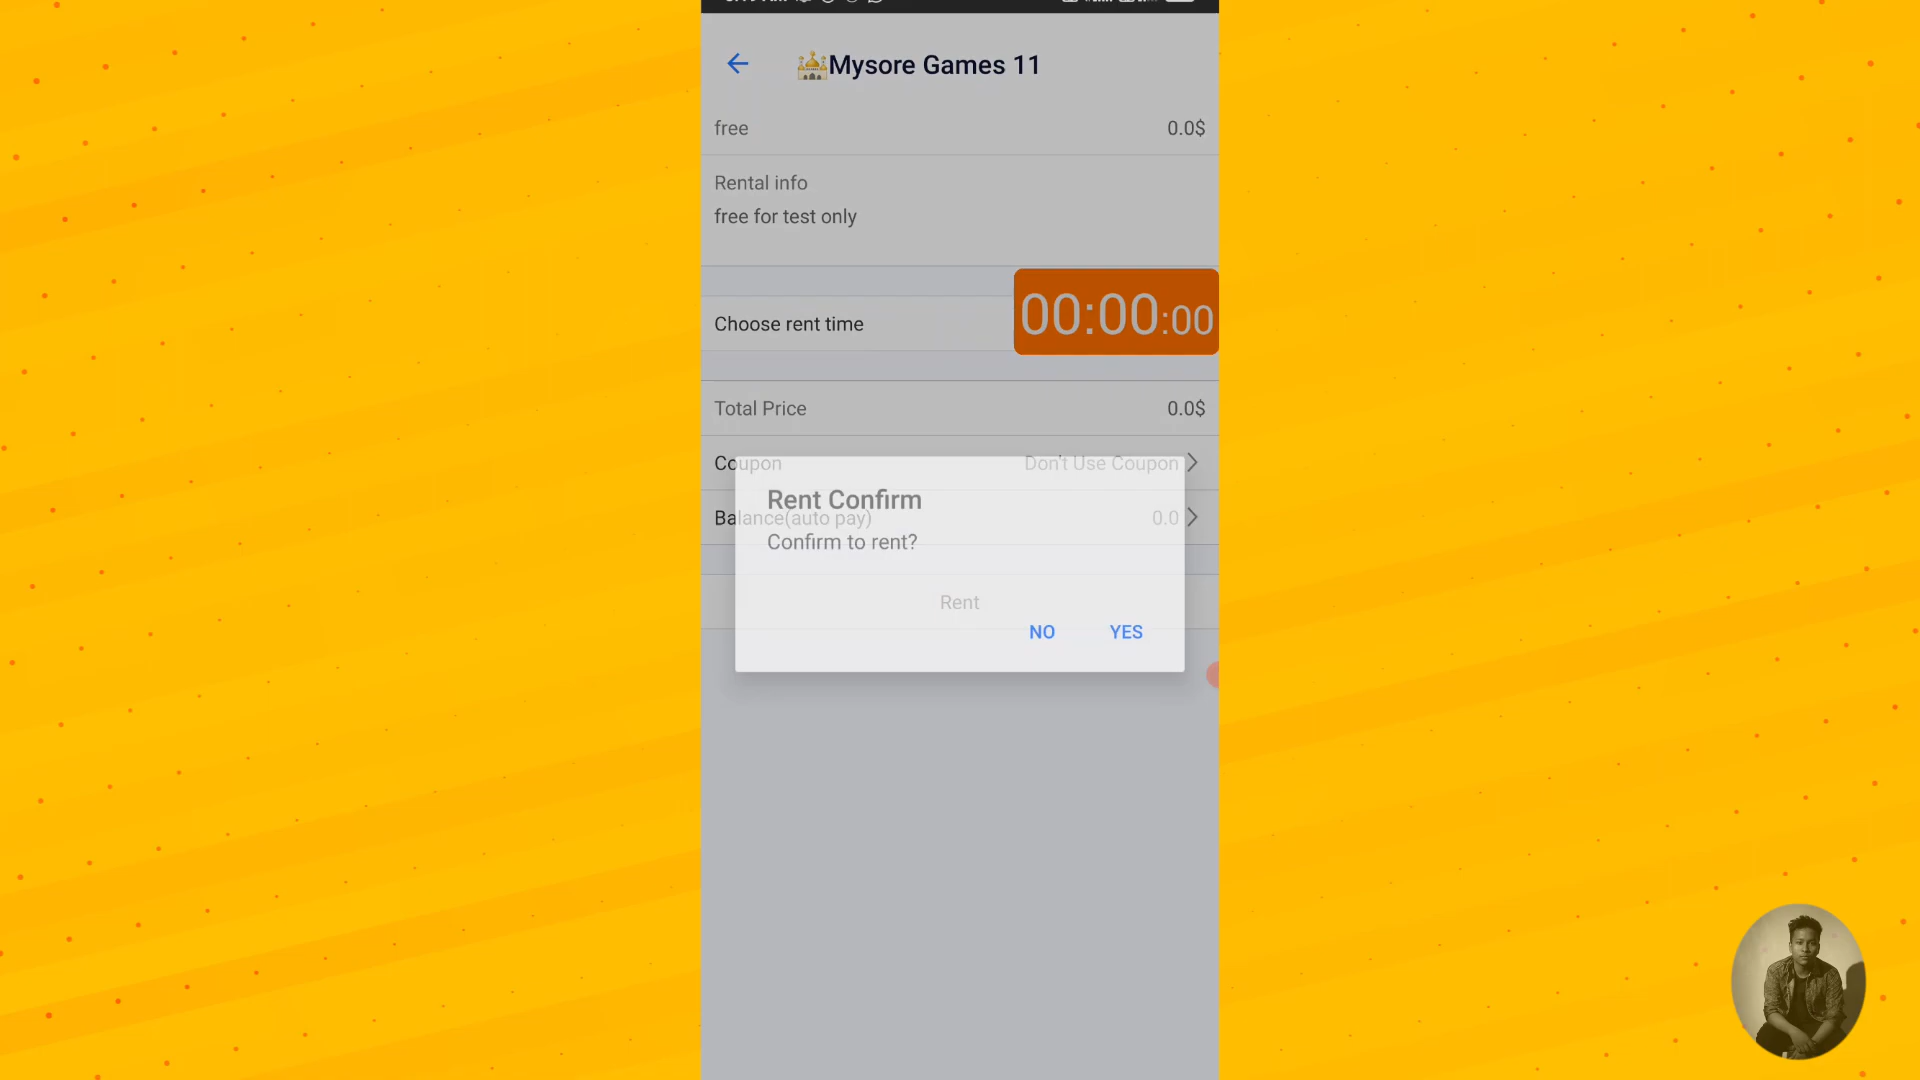 Mysore Games 11
free 0.0$
Rental info
free for test only
Choose rent time
00:00:00
Total Price 0.0$
Coupon Don't Use Coupon
Rent Confirm
Balance(auto pay) 0.0
Confirm to rent?
Rent
NO YES